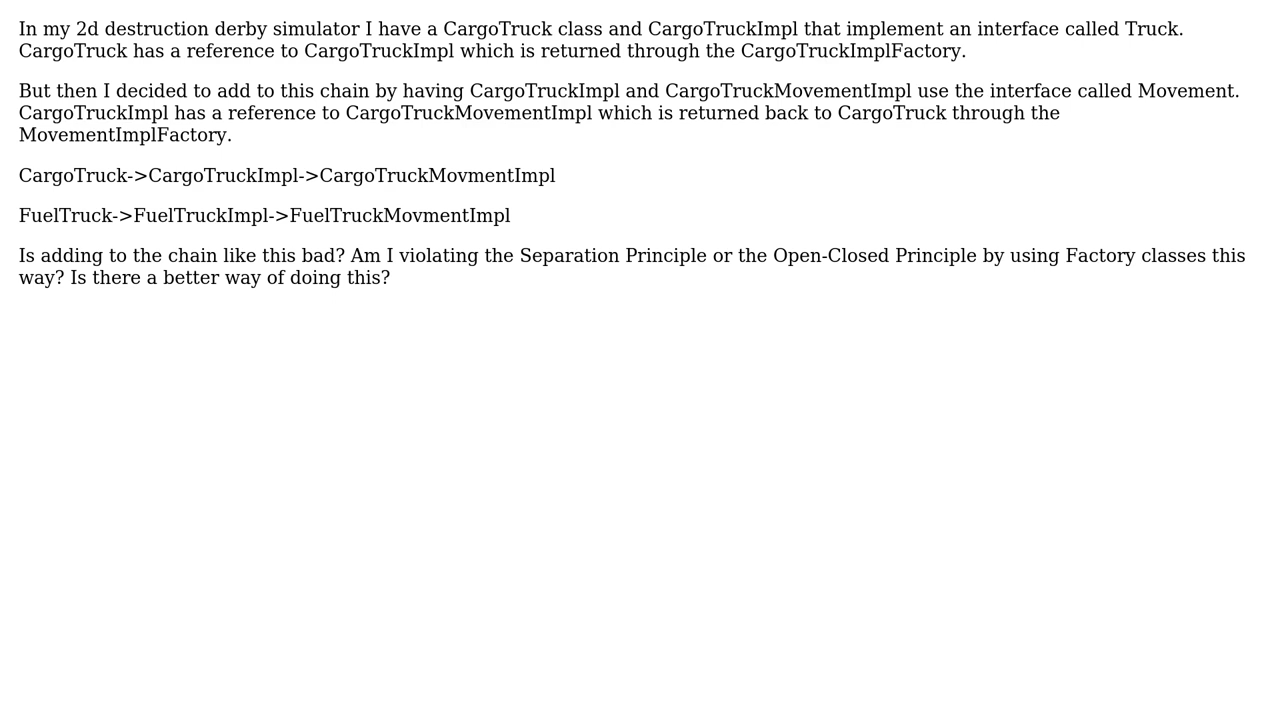 In my 2d destruction derby simulator I have a CargoTruck class and CargoTruckImpl that implement an interface called Truck.
CargoTruck has a reference to CargoTruckImpl which is returned through the CargoTruckImplFactory.
But then I decided to add to this chain by having CargoTruckImpl and CargoTruckMovementImpl use the interface called Movement.
CargoTruckImpl has a reference to CargoTruckMovementImpl which is returned back to CargoTruck through the
MovementImplFactory.
CargoTruck->CargoTruckImpl->CargoTruckMovmentImpl
FuelTruck->FuelTruckImpl->FuelTruckMovmentImpl
Is adding to the chain like this bad? Am I violating the Separation Principle or the Open-Closed Principle by using Factory classes this
way? Is there a better way of doing this?